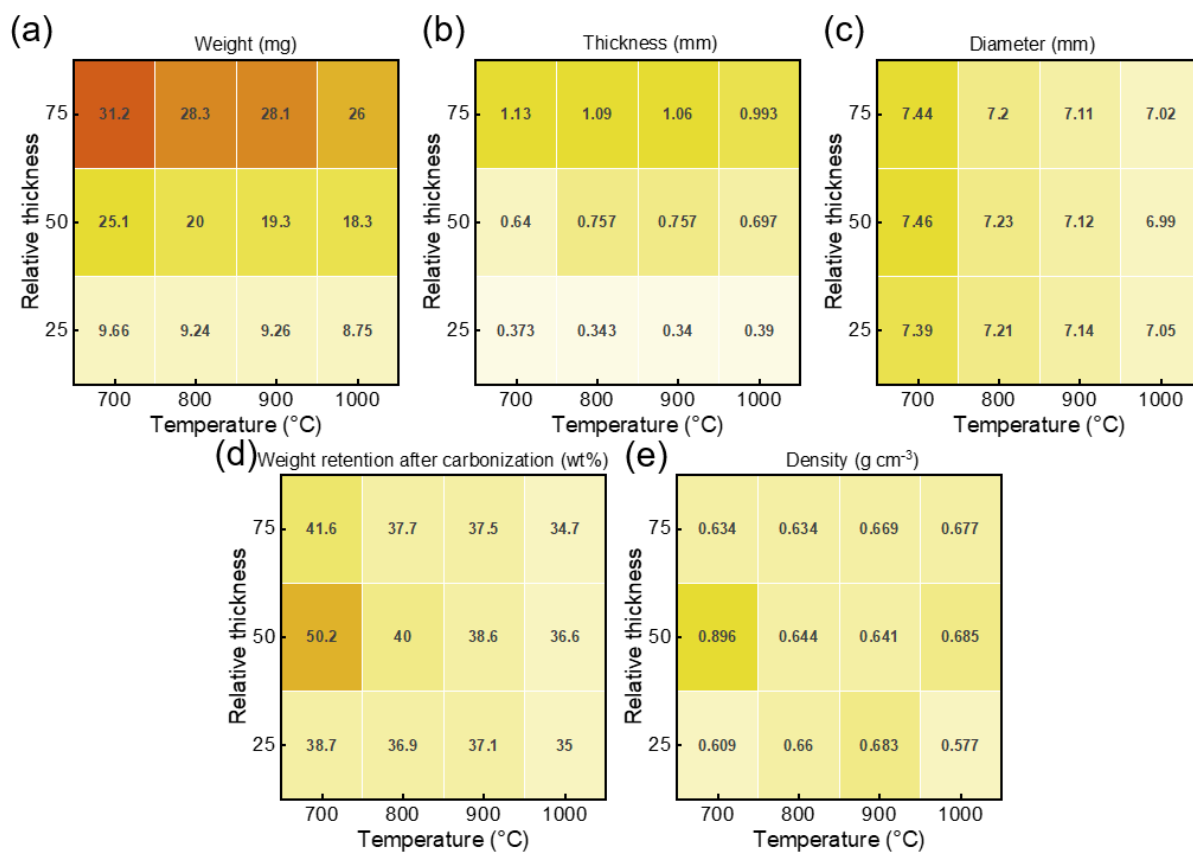 (a)
Weight (mg)
Relative thickness
75
31.2 28.3 28.1 26
50
25.1 20 19.3 18.3
25
9.66 9.24 9.26 8.75
700 800 900 1000
Temperature (°C)
(b)
Thickness (mm)
Relative thickness
75
1.13 1.09 1.06 0.993
50
0.64 0.757 0.757 0.697
25
0.373 0.343 0.34 0.39
700 800 900 1000
Temperature (°C)
(c)
Diameter (mm)
Relative thickness
75
7.44 7.2 7.11 7.02
50
7.46 7.23 7.12 6.99
25
7.39 7.21 7.14 7.05
700 800 900 1000
Temperature (°C)
(d)
Weight retention after carbonization (wt%)
Relative thickness
75
41.6 37.7 37.5 34.7
50
50.2 40 38.6 36.6
25
38.7 36.9 37.1 35
700 800 900 1000
Temperature (°C)
(e)
Density (g cm⁻³)
Relative thickness
75
0.634 0.634 0.669 0.677
50
0.896 0.644 0.641 0.685
25
0.609 0.66 0.683 0.577
700 800 900 1000
Temperature (°C)